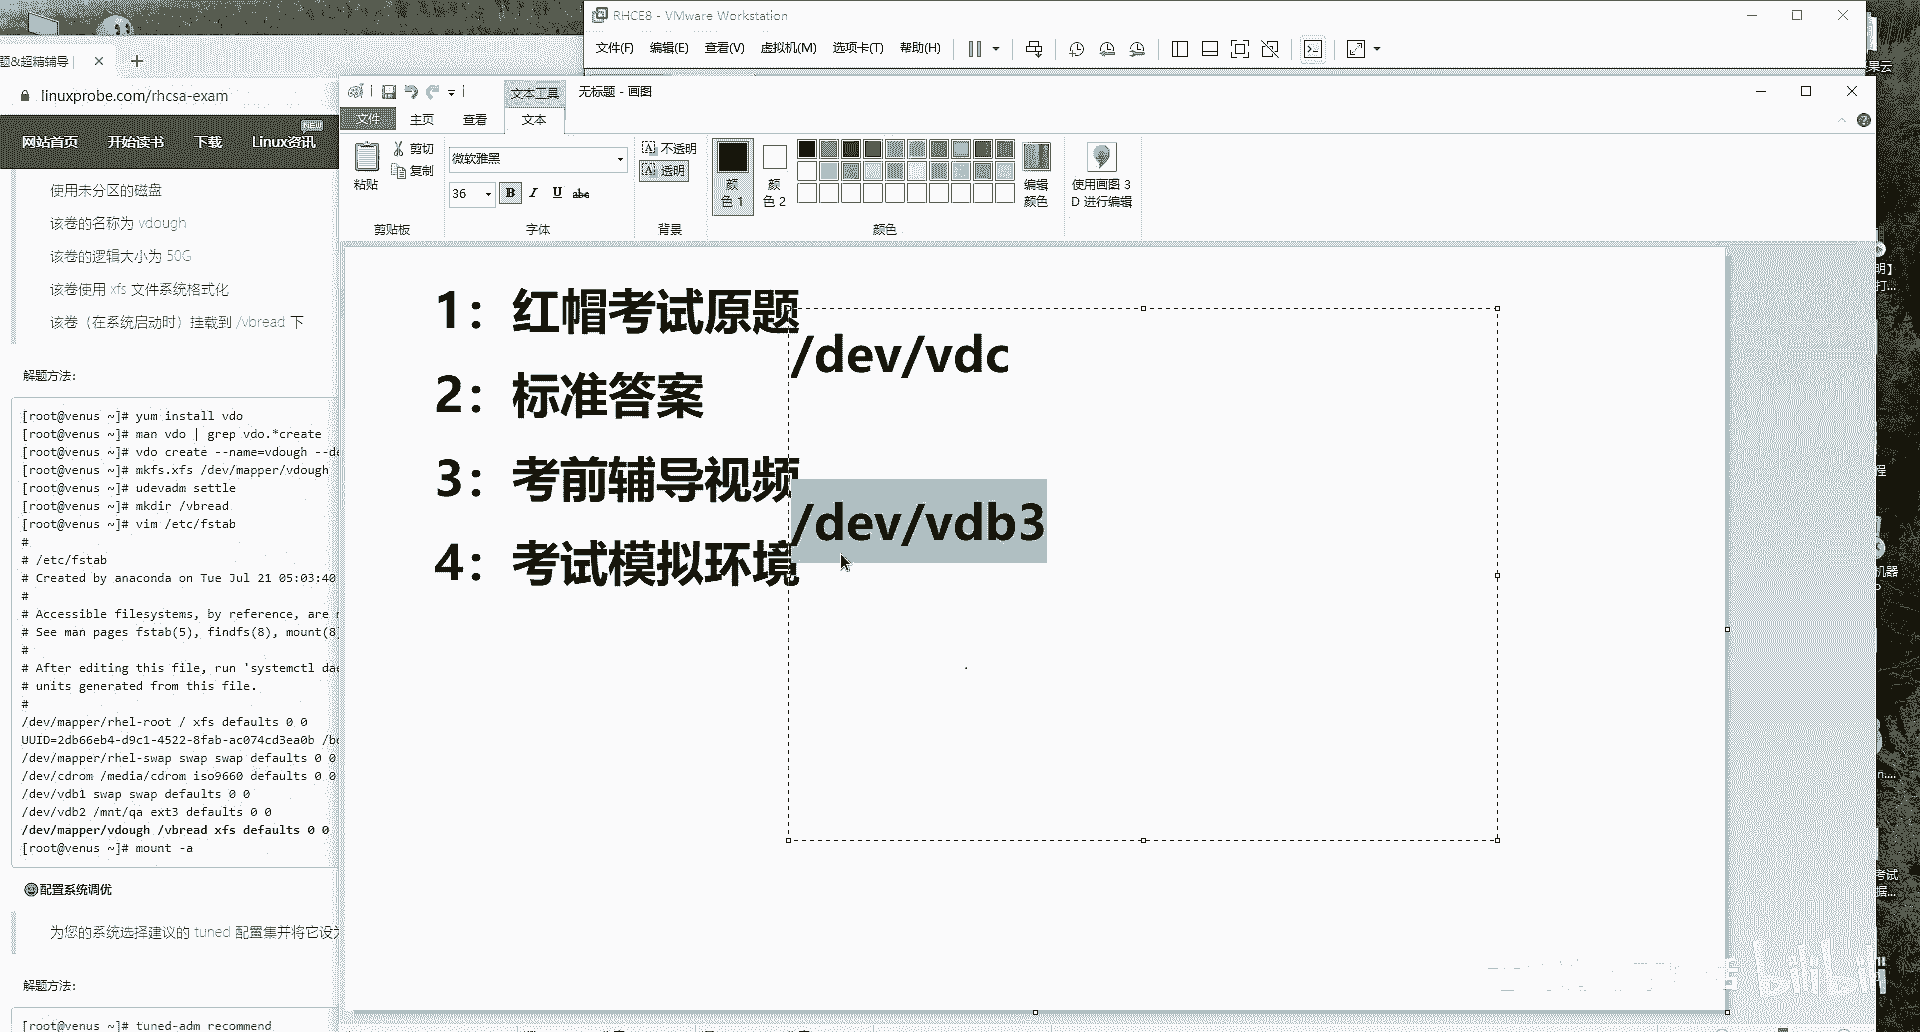 RHCE8 - VMware Workstation
文件(F) 编辑(E) 查看(V) 虚拟机(M) 选项卡(T) 帮助(H)
题&超精辅导
linuxprobe.com/rhcsa-exam
网站首页 开始读书 下载 Linux资讯
NEW
使用未分区的磁盘
该卷的名称为 vdough
该卷的逻辑大小为 50G
该卷使用 xfs 文件系统格式化
该卷（在系统启动时）挂载到 /vbread 下
解题方法:
[root@venus ~]# yum install vdo
[root@venus ~]# man vdo | grep vdo.*create
[root@venus ~]# vdo create --name=vdough --de
[root@venus ~]# mkfs.xfs /dev/mapper/vdough
[root@venus ~]# udevadm settle
[root@venus ~]# mkdir /vbread
[root@venus ~]# vim /etc/fstab
#
# /etc/fstab
# Created by anaconda on Tue Jul 21 05:03:40
#
# Accessible filesystems, by reference, are
# See man pages fstab(5), findfs(8), mount(8)
#
# After editing this file, run 'systemctl dae
# units generated from this file.
#
/dev/mapper/rhel-root / xfs defaults 0 0
UUID=2db66eb4-d9c1-4522-8fab-ac074cd3ea0b /bo
/dev/mapper/rhel-swap swap swap defaults 0 0
/dev/cdrom /media/cdrom iso9660 defaults 0 0
/dev/vdb1 swap swap defaults 0 0
/dev/vdb2 /mnt/qa ext3 defaults 0 0
/dev/mapper/vdough /vbread xfs defaults 0 0
[root@venus ~]# mount -a
配置系统调优
为您的系统选择建议的 tuned 配置集并将它设为
解题方法:
[root@venus ~]# tuned-adm recommend
文本工具 无标题 - 画图
文件 主页 查看 文本
粘贴 剪切
复制
剪贴板
微软雅黑
36 B I U abc
字体
不透明
透明
背景
颜色 1
颜色 2
编辑颜色
颜色
使用画图 3D 进行编辑
1：红帽考试原题
/dev/vdc
2：标准答案
3：考前辅导视频
/dev/vdb3
4：考试模拟环境
果云
明】
打...
程
机器
n....
考试
据...
bilibili